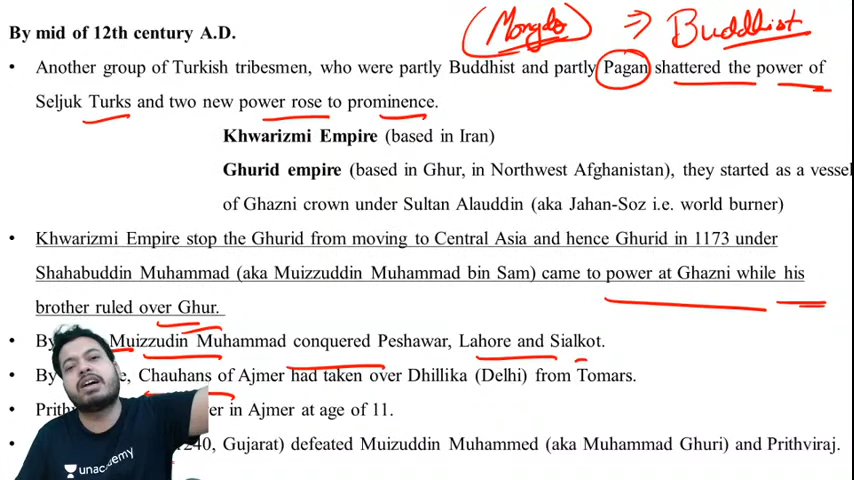 (Mongols) ⇒ Buddhist
By mid of 12th century A.D.
• Another group of Turkish tribesmen, who were partly Buddhist and partly Pagan shattered the power of
Seljuk Turks and two new power rose to prominence.
Khwarizmi Empire (based in Iran)
Ghurid empire (based in Ghur, in Northwest Afghanistan), they started as a vessel
of Ghazni crown under Sultan Alauddin (aka Jahan-Soz i.e. world burner)
• Khwarizmi Empire stop the Ghurid from moving to Central Asia and hence Ghurid in 1173 under
Shahabuddin Muhammad (aka Muizzuddin Muhammad bin Sam) came to power at Ghazni while his
brother ruled over Ghur.
• By Muizzudin Muhammad conquered Peshawar, Lahore and Sialkot.
• By Chauhans of Ajmer had taken over Dhillika (Delhi) from Tomars.
• Prith er in Ajmer at age of 11.
• 1240, Gujarat) defeated Muizuddin Muhammed (aka Muhammad Ghuri) and Prithviraj.
unacademy